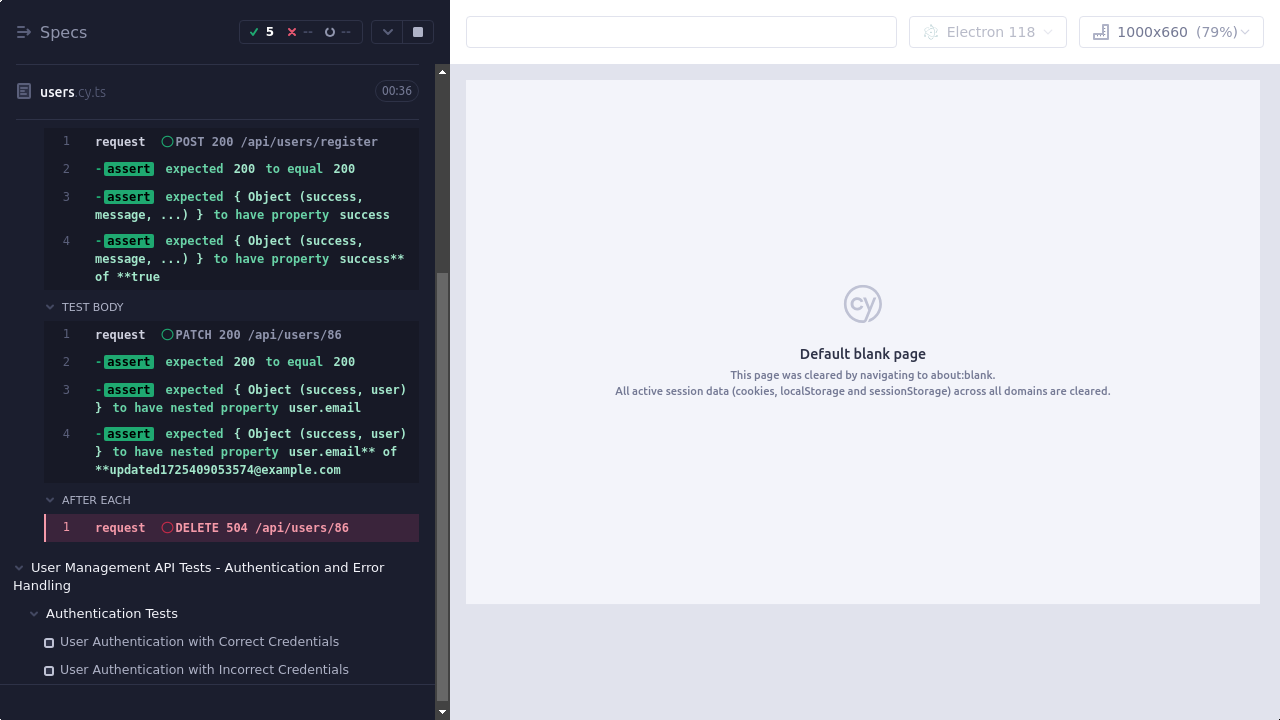 Specs
5
--
--
users.cy.ts
00:36
1 request POST 200 /api/users/register
2 -assert expected 200 to equal 200
3 -assert expected { Object (success,
message, ...) } to have property success
4 -assert expected { Object (success,
message, ...) } to have property success**
of **true
TEST BODY
1 request PATCH 200 /api/users/86
2 -assert expected 200 to equal 200
3 -assert expected { Object (success, user)
} to have nested property user.email
4 -assert expected { Object (success, user)
} to have nested property user.email** of
**updated1725409053574@example.com
AFTER EACH
1 request DELETE 504 /api/users/86
User Management API Tests - Authentication and Error
Handling
Authentication Tests
User Authentication with Correct Credentials
User Authentication with Incorrect Credentials
Electron 118
1000x660 (79%)
cy
Default blank page
This page was cleared by navigating to about:blank.
All active session data (cookies, localStorage and sessionStorage) across all domains are cleared.